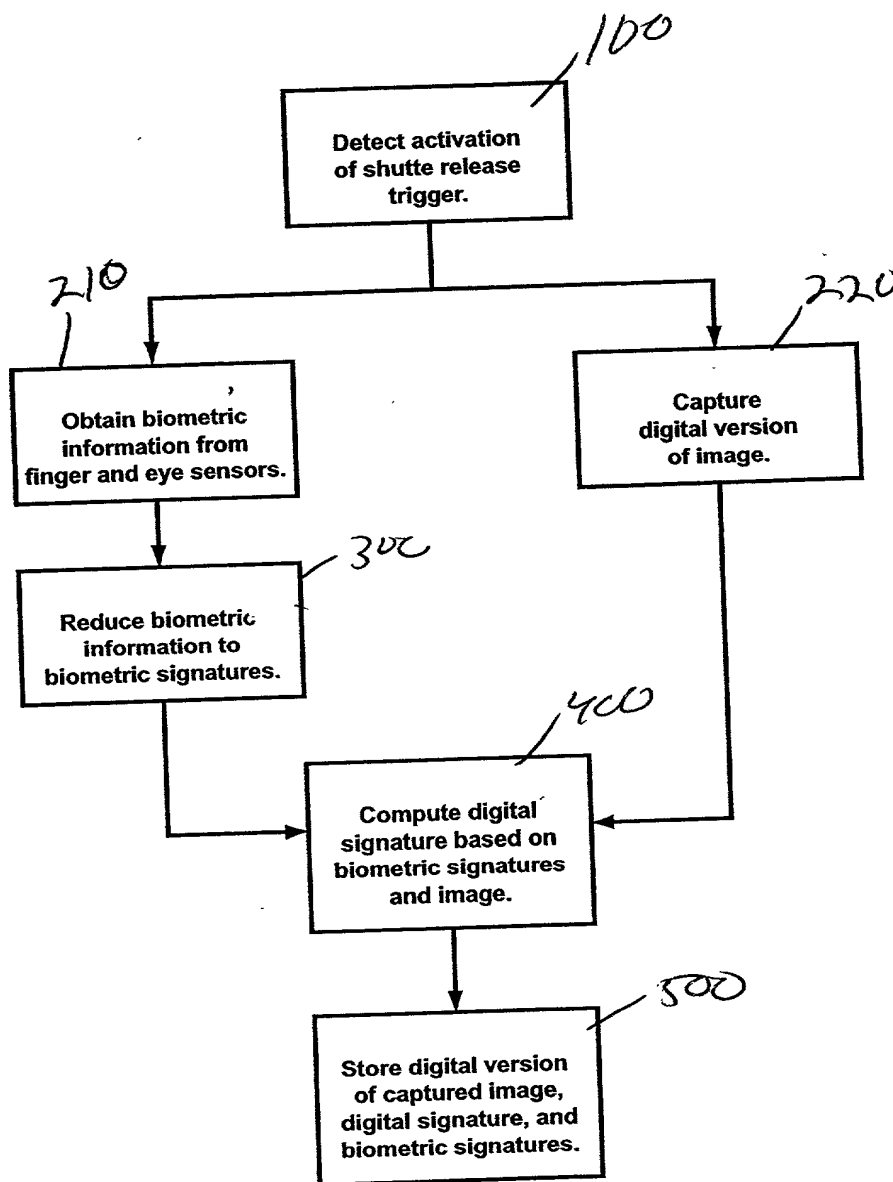 100
Detect activation
of shutte release
trigger.
210
220
Obtain biometric
information from
finger and eye sensors.
Capture
digital version
of image.
300
Reduce biometric
information to
biometric signatures.
400
Compute digital
signature based on
biometric signatures
and image.
500
Store digital version
of captured image,
digital signature, and
biometric signatures.